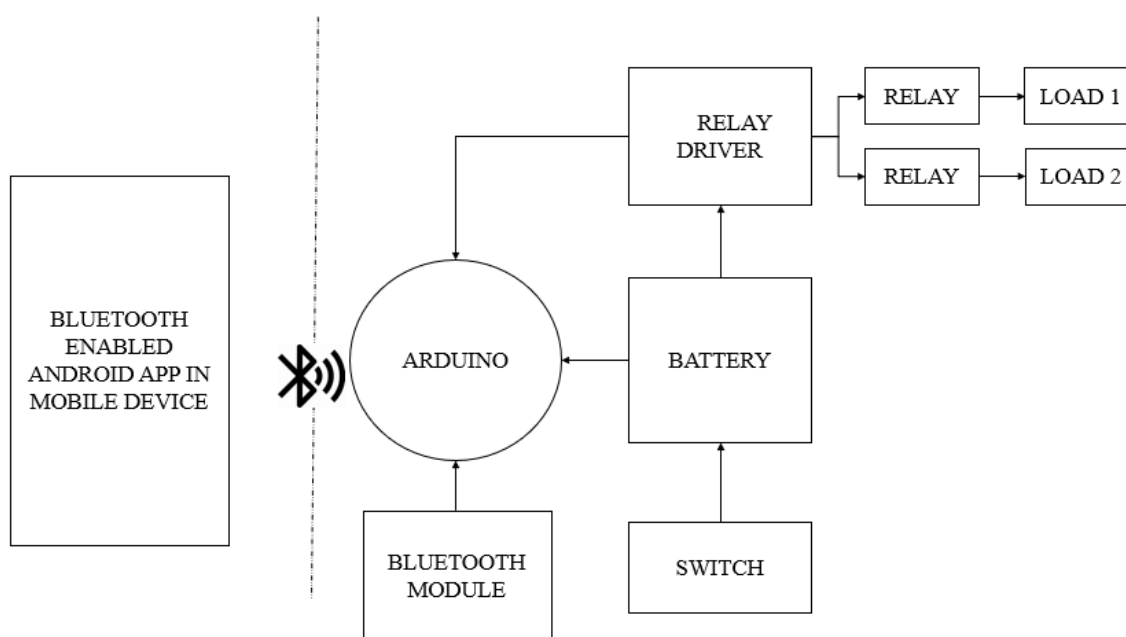 RELAY
DRIVER
RELAY
LOAD 1
RELAY
LOAD 2
BLUETOOTH
ENABLED
ANDROID APP IN
MOBILE DEVICE
ARDUINO
BATTERY
BLUETOOTH
MODULE
SWITCH